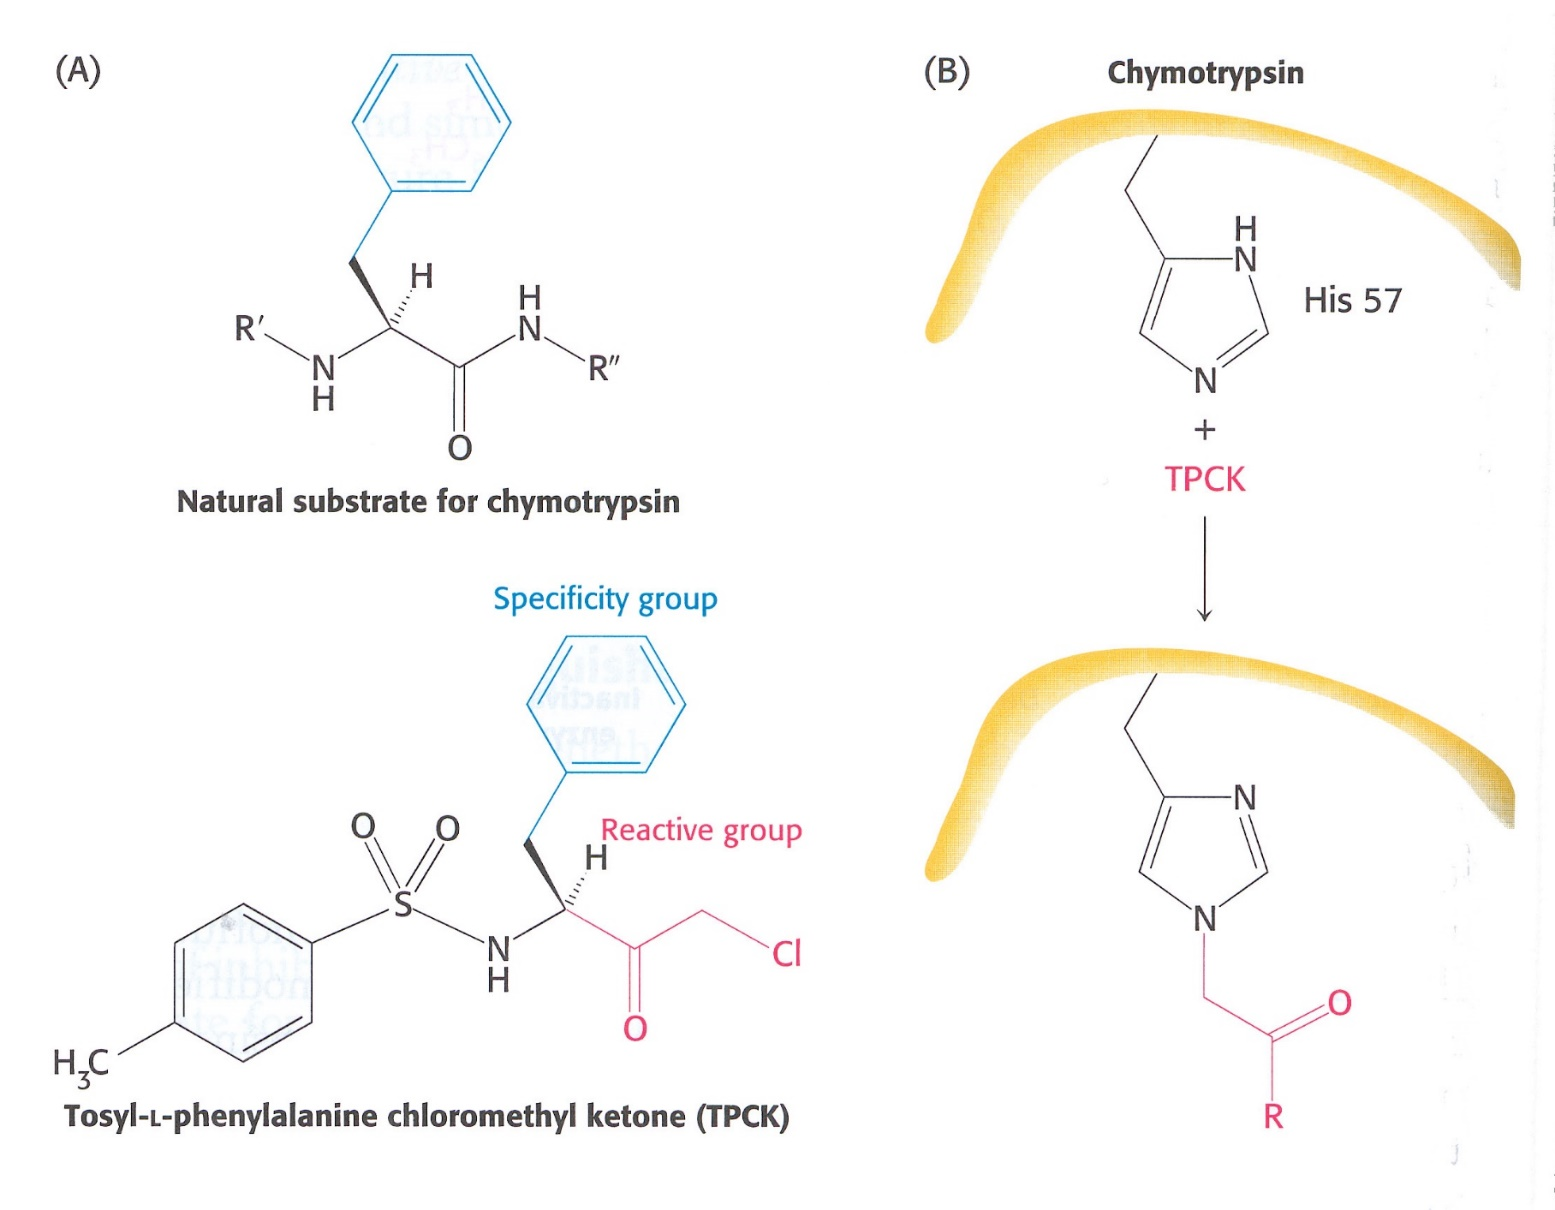 (A)
H
R′
N
H
H
N
R″
O
Natural substrate for chymotrypsin
Specificity group
Reactive group
O
O
H
S
N
H
Cl
O
H₃C
Tosyl-L-phenylalanine chloromethyl ketone (TPCK)
(B)
Chymotrypsin
H
N
His 57
N
+
TPCK
N
N
O
R